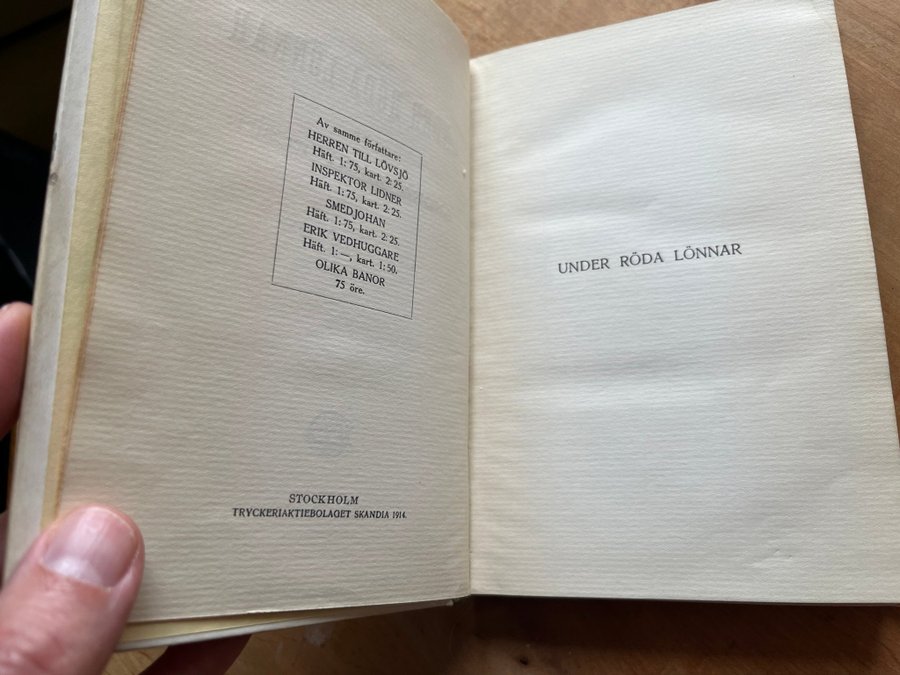 Av samme författare:
HERREN TILL LÖVSJÖ
Häft. 1: 75, kart. 2: 25.
INSPEKTOR LIDNER
Häft. 1: 75, kart. 2: 25.
SMEDJOHAN
Häft. 1: 75, kart. 2: 25.
ERIK VEDHUGGARE
Häft. 1: —, kart. 1: 50.
OLIKA BANOR
75 öre.
STOCKHOLM
TRYCKERIAKTIEBOLAGET SKANDIA 1914.
UNDER RÖDA LÖNNAR